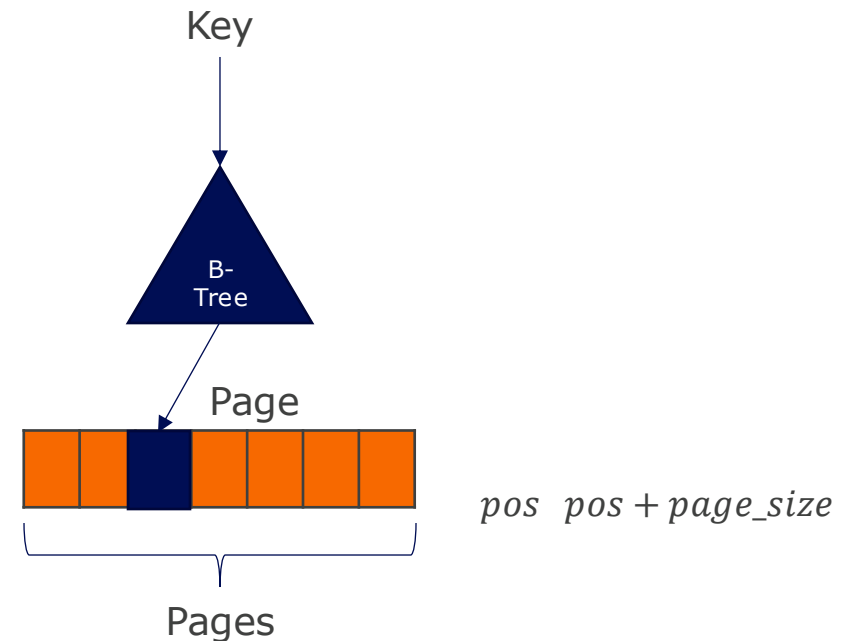 Key
B-
Tree
Page
pos pos + page_size
Pages